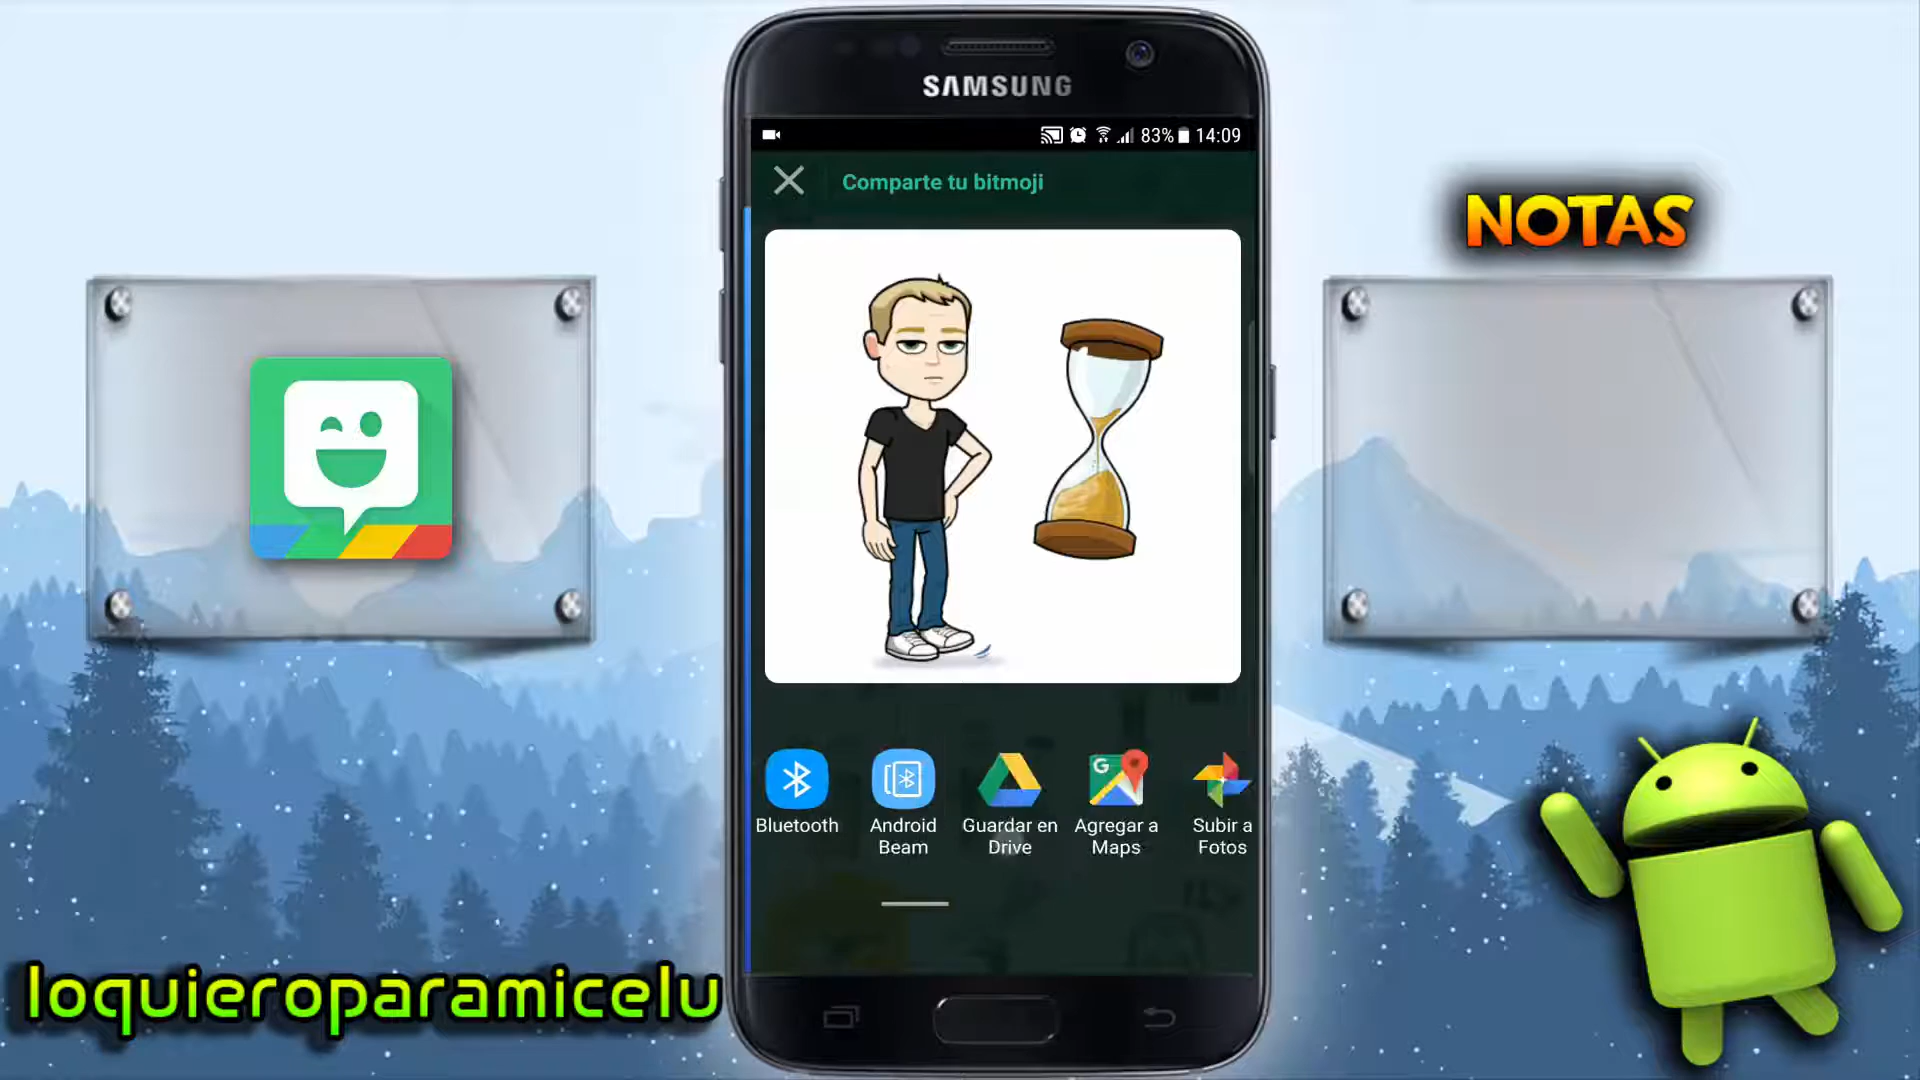 SAMSUNG
83% 14:09
Comparte tu bitmoji
NOTAS
G
Bluetooth
Android
Beam
Guardar en
Drive
Agregar a
Maps
Subir a
Fotos
loquieroparamicelu